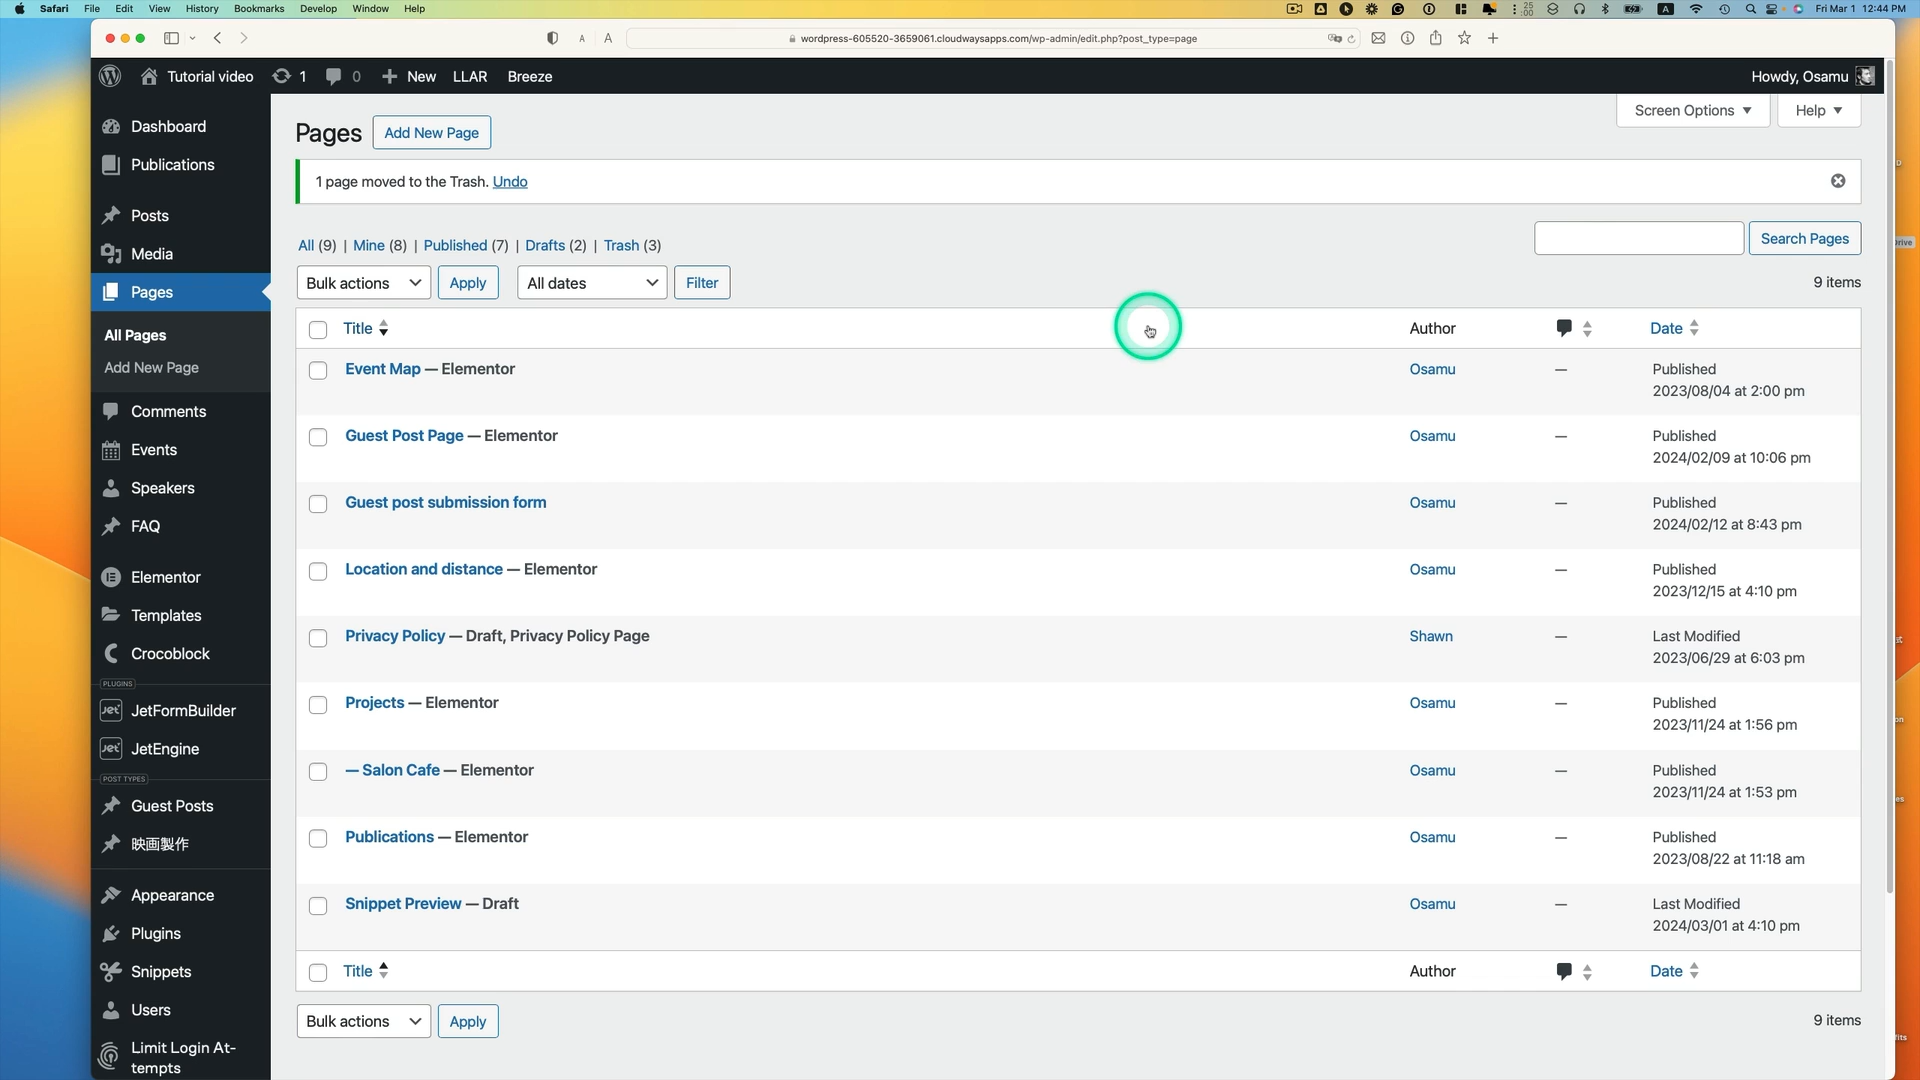 Safari File Edit View History Bookmarks Develop Window Help
25
00
A
Fri Mar 1 12:44 PM
A A
wordpress-605520-3659061.cloudwaysapps.com/wp-admin/edit.php?post_type=page
Tutorial video 1 0 New LLAR Breeze
Howdy, Osamu
Dashboard
Publications
Posts
Media
Pages
All Pages
Add New Page
Comments
Events
Speakers
FAQ
Elementor
Templates
Crocoblock
PLUGINS
Jet JetFormBuilder
Jet JetEngine
POST TYPES
Guest Posts
映画製作
Appearance
Plugins
Snippets
Users
Limit Login At-
tempts
Screen Options ▼ Help ▼
Pages Add New Page
1 page moved to the Trash. Undo
All (9) | Mine (8) | Published (7) | Drafts (2) | Trash (3)
Search Pages
Bulk actions Apply All dates Filter
9 items
Title Author Date
Event Map — Elementor Osamu — Published
2023/08/04 at 2:00 pm
Guest Post Page — Elementor Osamu — Published
2024/02/09 at 10:06 pm
Guest post submission form Osamu — Published
2024/02/12 at 8:43 pm
Location and distance — Elementor Osamu — Published
2023/12/15 at 4:10 pm
Privacy Policy — Draft, Privacy Policy Page Shawn — Last Modified
2023/06/29 at 6:03 pm
Projects — Elementor Osamu — Published
2023/11/24 at 1:56 pm
— Salon Cafe — Elementor Osamu — Published
2023/11/24 at 1:53 pm
Publications — Elementor Osamu — Published
2023/08/22 at 11:18 am
Snippet Preview — Draft Osamu — Last Modified
2024/03/01 at 4:10 pm
Title Author Date
Bulk actions Apply
9 items